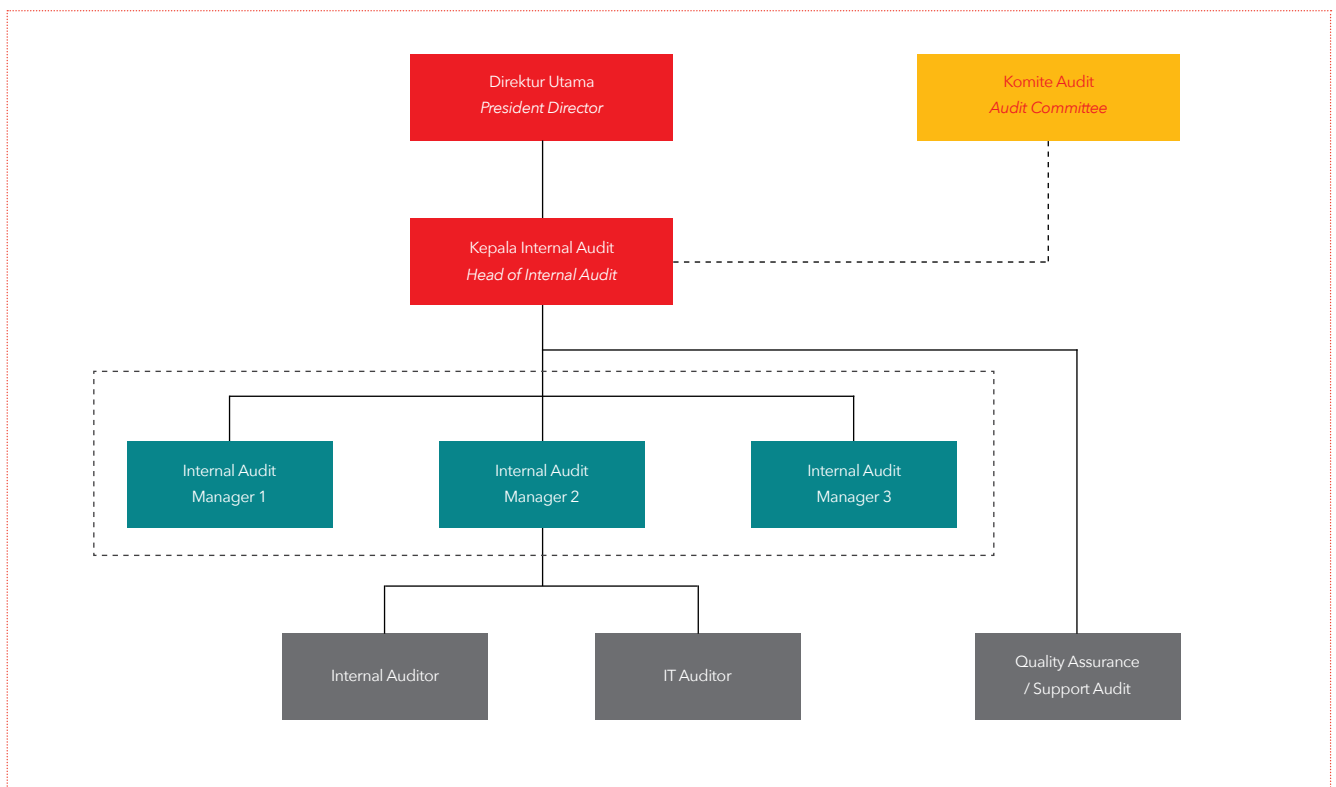 Direktur Utama
President Director
Komite Audit
Audit Committee
Kepala Internal Audit
Head of Internal Audit
Internal Audit
Manager 1
Internal Audit
Manager 2
Internal Audit
Manager 3
Internal Auditor
IT Auditor
Quality Assurance
/ Support Audit